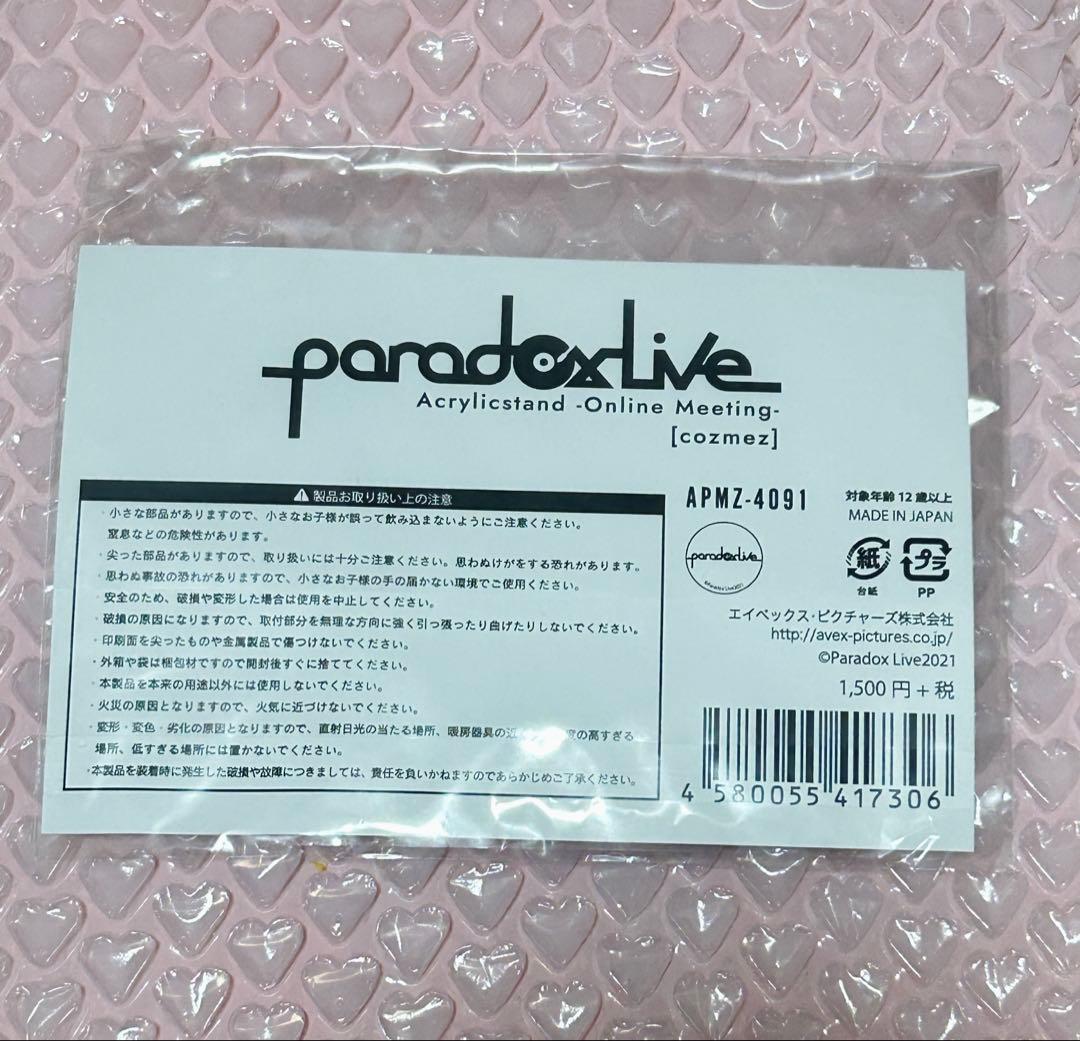 paradoxLive
Acrylicstand -Online Meeting-
[cozmez]
⚠ 製品お取り扱い上の注意
・小さな部品がありますので、小さなお子様が誤って飲み込まないようにご注意ください。
窒息などの危険性があります。
・尖った部品がありますので、取り扱いには十分ご注意ください。思わぬけがをする恐れがあります。
・思わぬ事故の恐れがありますので、小さなお子様の手の届かない環境でご使用ください。
・安全のため、破損や変形した場合は使用を中止してください。
・破損の原因になりますので、取付部分を無理な方向に強く引っ張ったり曲げたりしないでください。
・印刷面を尖ったものや金属製品で傷つけないでください。
・外箱や袋は梱包材ですので開封後すぐに捨ててください。
・本製品を本来の用途以外には使用しないでください。
・火災の原因となりますので、火気に近づけないでください。
・変形・変色・劣化の原因となりますので、直射日光の当たる場所、暖房器具の近 度の高すぎる
場所、低すぎる場所には置かないでください。
・本製品を装着時に発生した破損や故障につきましては、責任を負いかねますのであらかじめご了承ください。
APMZ-4091
対象年齢 12 歳以上
MADE IN JAPAN
paradoxLive
©Paradox Live2021
紙
台紙
プラ
PP
エイベックス・ピクチャーズ株式会社
http://avex-pictures.co.jp/
©Paradox Live2021
1,500 円 + 税
4 580055 417306